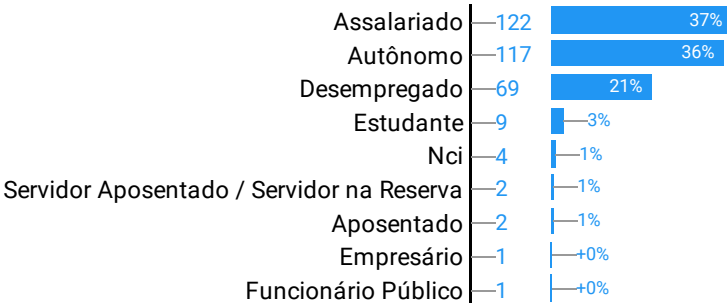 Assalariado 122 37%
Autônomo 117 36%
Desempregado 69 21%
Estudante 9 3%
Nci 4 1%
Servidor Aposentado / Servidor na Reserva 2 1%
Aposentado 2 1%
Empresário 1 +0%
Funcionário Público 1 +0%